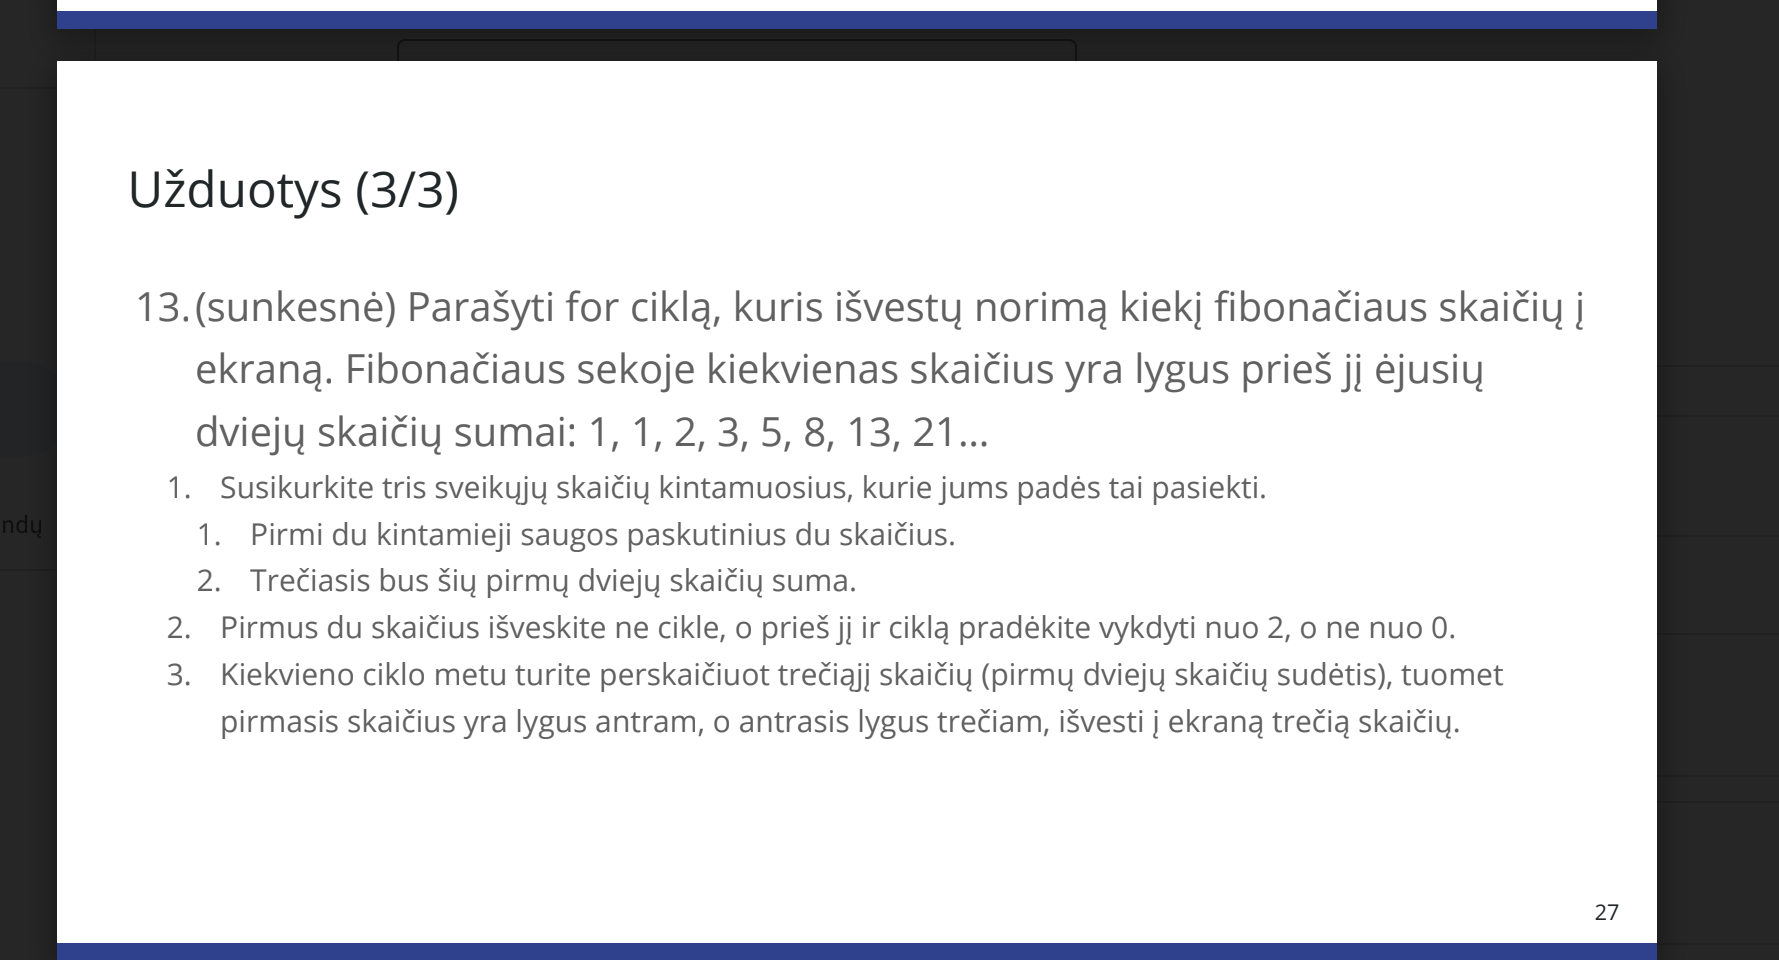 Užduotys (3/3)
13. (sunkesnė) Parašyti for ciklą, kuris išvestų norimą kiekį fibonačiaus skaičių į
ekraną. Fibonačiaus sekoje kiekvienas skaičius yra lygus prieš jį ėjusių
dviejų skaičių sumai: 1, 1, 2, 3, 5, 8, 13, 21…
1. Susikurkite tris sveikųjų skaičių kintamuosius, kurie jums padės tai pasiekti.
1. Pirmi du kintamieji saugos paskutinius du skaičius.
ndų
2. Trečiasis bus šių pirmų dviejų skaičių suma.
2. Pirmus du skaičius išveskite ne cikle, o prieš jį ir ciklą pradėkite vykdyti nuo 2, o ne nuo 0.
3. Kiekvieno ciklo metu turite perskaičiuot trečiąjį skaičių (pirmų dviejų skaičių sudėtis), tuomet
pirmasis skaičius yra lygus antram, o antrasis lygus trečiam, išvesti į ekraną trečią skaičių.
27